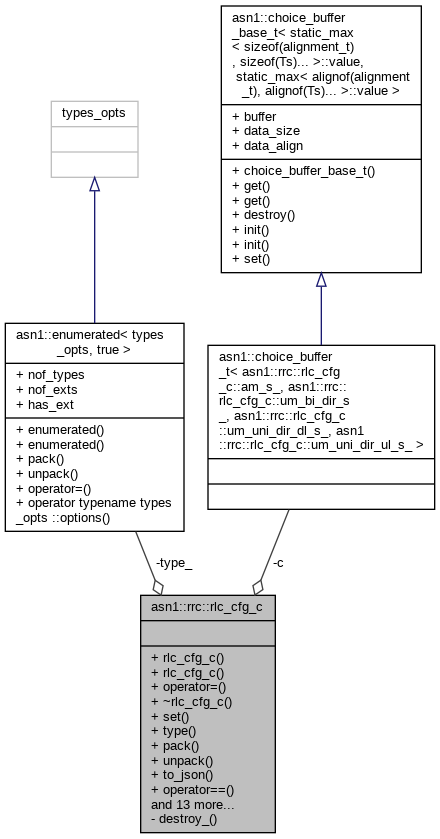 asn1::choice_buffer
_base_t< static_max
< sizeof(alignment_t)
, sizeof(Ts)... >::value,
static_max< alignof(alignment
_t), alignof(Ts)... >::value >
+ buffer
+ data_size
+ data_align
+ choice_buffer_base_t()
+ get()
+ get()
+ destroy()
+ init()
+ init()
+ set()
types_opts
asn1::enumerated< types
_opts, true >
+ nof_types
+ nof_exts
+ has_ext
+ enumerated()
+ enumerated()
+ pack()
+ unpack()
+ operator=()
+ operator typename types
_opts ::options()
asn1::choice_buffer
_t< asn1::rrc::rlc_cfg
_c::am_s_, asn1::rrc::
rlc_cfg_c::um_bi_dir_s
_, asn1::rrc::rlc_cfg_c
::um_uni_dir_dl_s_, asn1
::rrc::rlc_cfg_c::um_uni_dir_ul_s_ >
-type_
-c
asn1::rrc::rlc_cfg_c
+ rlc_cfg_c()
+ rlc_cfg_c()
+ operator=()
+ ~rlc_cfg_c()
+ set()
+ type()
+ pack()
+ unpack()
+ to_json()
+ operator==()
and 13 more...
- destroy_()